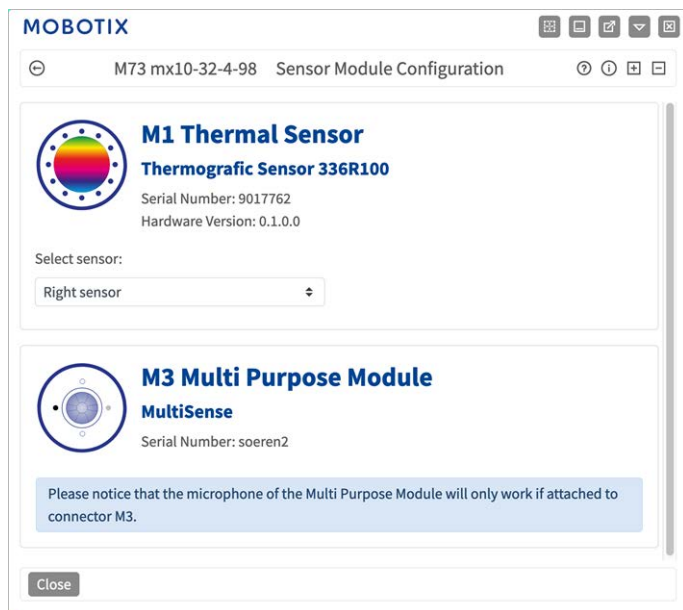 MOBOTIX
M73 mx10-32-4-98 Sensor Module Configuration
M1 Thermal Sensor
Thermografic Sensor 336R100
Serial Number: 9017762
Hardware Version: 0.1.0.0
Select sensor:
Right sensor
M3 Multi Purpose Module
MultiSense
Serial Number: soeren2
Please notice that the microphone of the Multi Purpose Module will only work if attached to
connector M3.
Close